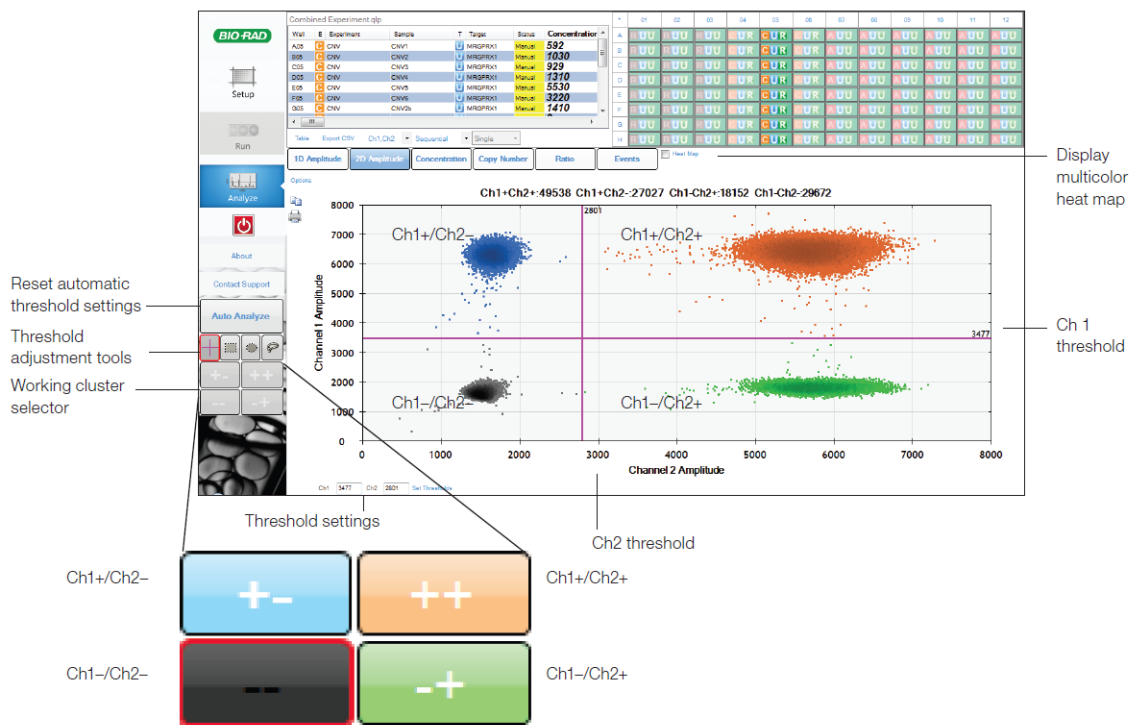 BIO-RAD
Setup
Run
Analyze
About
Contact Support
Auto Analyze
+- ++
-- -+
Combined Experiment.qlp
Well E Experiment Sample T Target Status Concentration
A05 C CNV CNV1 U MRGPRX1 Manual 592
B05 C CNV CNV2 U MRGPRX1 Manual 1030
C05 C CNV CNV3 U MRGPRX1 Manual 929
D05 C CNV CNV4 U MRGPRX1 Manual 1310
E05 C CNV CNV5 U MRGPRX1 Manual 5530
F05 C CNV CNV6 U MRGPRX1 Manual 3220
G05 C CNV CNV2b U MRGPRX1 Manual 1410
Table Export CSV Ch1,Ch2 Sequential Single
01 02 03 04 05 06 07 08 09 10 11 12
A
B
C
D
E
F
G
H
CUR
1D Amplitude 2D Amplitude Concentration Copy Number Ratio Events
Heat Map
Options
Ch1+Ch2+:49538 Ch1+Ch2-:27027 Ch1-Ch2+:18152 Ch1-Ch2-:29672
8000
7000
6000
5000
4000
3000
2000
1000
0
Channel 1 Amplitude
2801
3477
Ch1+/Ch2–
Ch1+/Ch2+
Ch1–/Ch2–
Ch1–/Ch2+
0 1000 2000 3000 4000 5000 6000 7000 8000
Channel 2 Amplitude
Ch1 3477 Ch2 2801 Set Thresholds
Display
multicolor
heat map
Ch 1
threshold
Reset automatic
threshold settings
Threshold
adjustment tools
Working cluster
selector
Threshold settings
Ch2 threshold
Ch1+/Ch2–
+-
++
Ch1+/Ch2+
Ch1–/Ch2–
--
-+
Ch1–/Ch2+